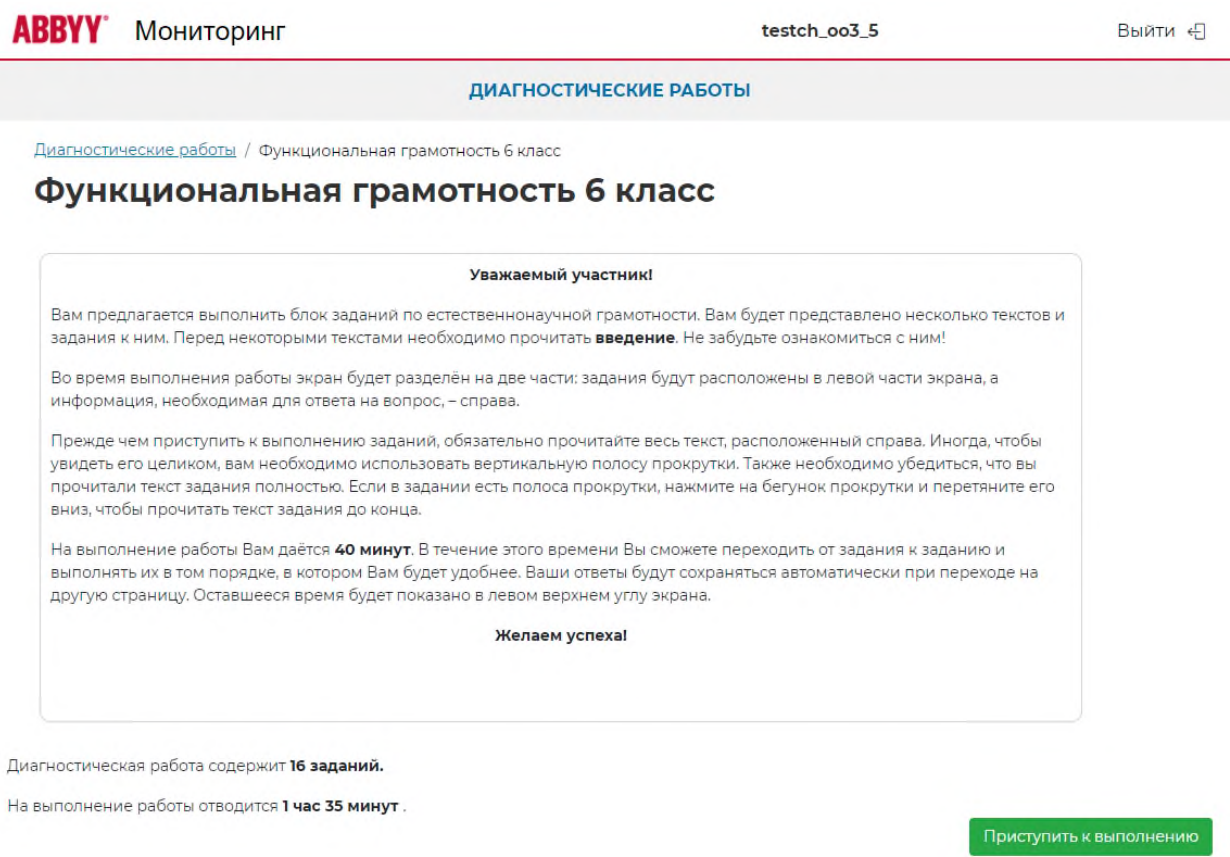 ABBYY Мониторинг testch_oo3_5 Выйти
ДИАГНОСТИЧЕСКИЕ РАБОТЫ
Диагностические работы / Функциональная грамотность 6 класс
Функциональная грамотность 6 класс
Уважаемый участник!
Вам предлагается выполнить блок заданий по естественнонаучной грамотности. Вам будет представлено несколько текстов и
задания к ним. Перед некоторыми текстами необходимо прочитать введение. Не забудьте ознакомиться с ним!
Во время выполнения работы экран будет разделён на две части: задания будут расположены в левой части экрана, а
информация, необходимая для ответа на вопрос, – справа.
Прежде чем приступить к выполнению заданий, обязательно прочитайте весь текст, расположенный справа. Иногда, чтобы
увидеть его целиком, вам необходимо использовать вертикальную полосу прокрутки. Также необходимо убедиться, что вы
прочитали текст задания полностью. Если в задании есть полоса прокрутки, нажмите на бегунок прокрутки и перетяните его
вниз, чтобы прочитать текст задания до конца.
На выполнение работы Вам даётся 40 минут. В течение этого времени Вы сможете переходить от задания к заданию и
выполнять их в том порядке, в котором Вам будет удобнее. Ваши ответы будут сохраняться автоматически при переходе на
другую страницу. Оставшееся время будет показано в левом верхнем углу экрана.
Желаем успеха!
Диагностическая работа содержит 16 заданий.
На выполнение работы отводится 1 час 35 минут .
Приступить к выполнению